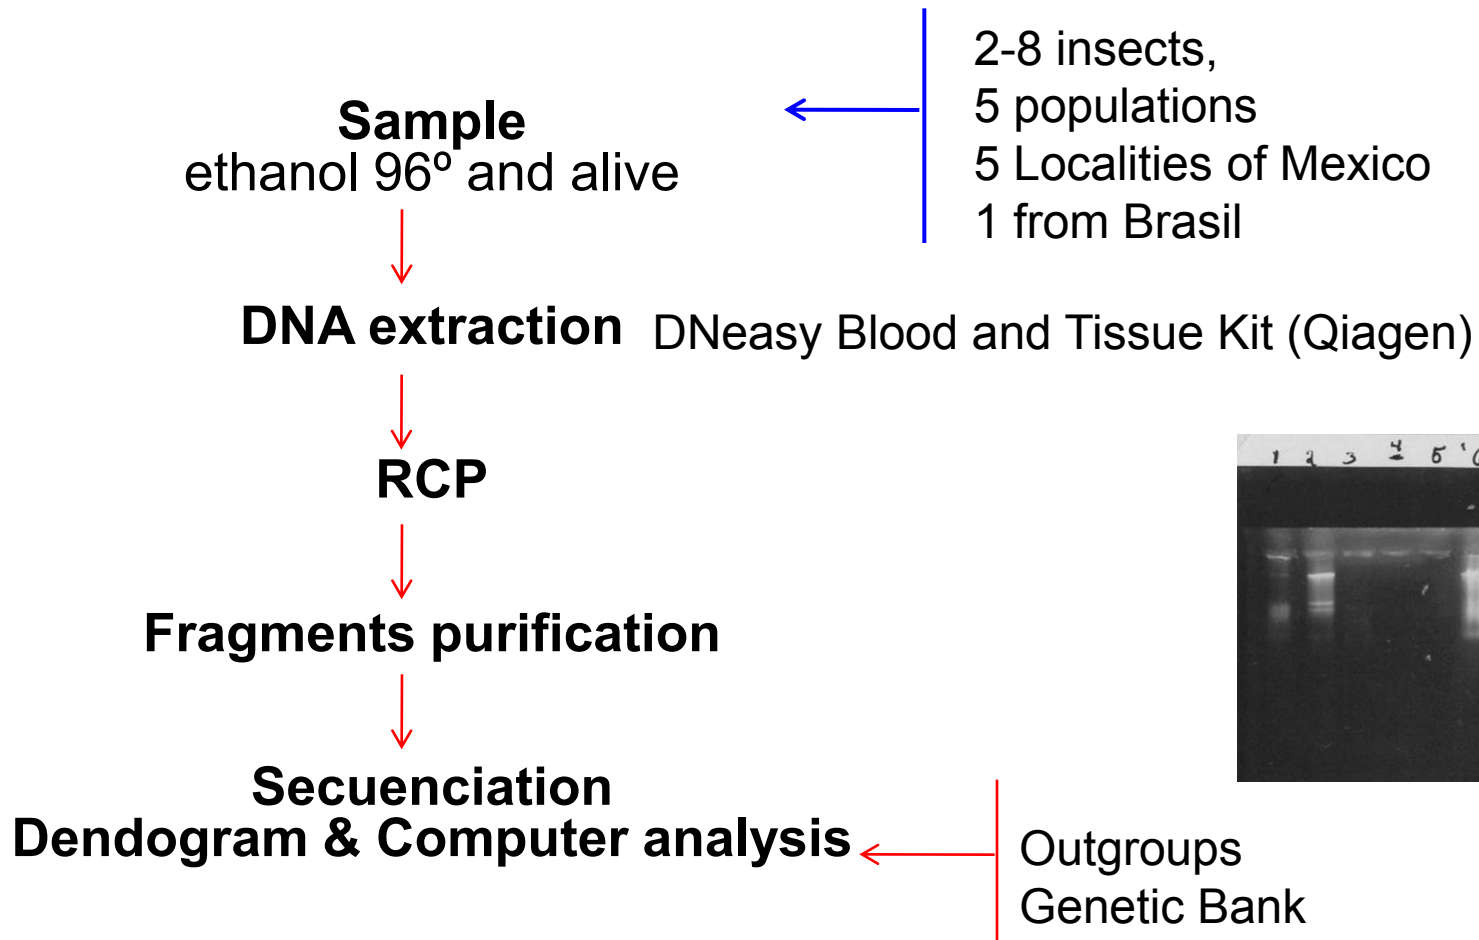 2-8 insects,
5 populations
5 Localities of Mexico
1 from Brasil
Sample
ethanol 96º and alive
DNA extraction DNeasy Blood and Tissue Kit (Qiagen)
RCP
1 2 3 4 5
Fragments purification
Secuenciation
Dendogram & Computer analysis
Outgroups
Genetic Bank